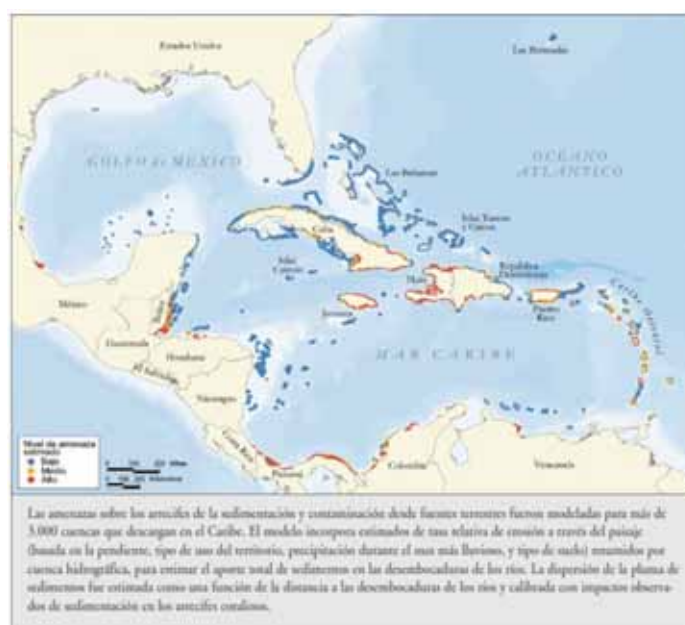 Estados Unidos
Las Bermudas
GOLFO de MÉXICO
OCÉANO
ATLÁNTICO
Las Bahamas
Islas Turcos
y Caicos
Cuba
Islas
Caimán
República
Dominicana
Haití
México
Belice
Jamaica
Puerto
Rico
Caribe Oriental
Guatemala
Honduras
MAR CARIBE
El Salvador
Nicaragua
Nivel de amenaza
estimado
Bajo
Medio
Alto
Costa Rica
Panamá
Colombia
Venezuela
Las amenazas sobre los arrecifes de la sedimentación y contaminación desde fuentes terrestres fueron modeladas para más de
3.000 cuencas que descargan en el Caribe. El modelo incorpora estimados de tasa relativa de erosión a través del paisaje
(basada en la pendiente, tipo de uso del territorio, precipitación durante el mes más lluvioso, y tipo de suelo) resumidos por
cuenca hidrográfica, para estimar el aporte total de sedimentos en las desembocaduras de los ríos. La dispersión de la pluma de
sedimentos fue estimada como una función de la distancia a las desembocaduras de los ríos y calibrada con impactos observa-
dos de sedimentación en los arrecifes coralinos.